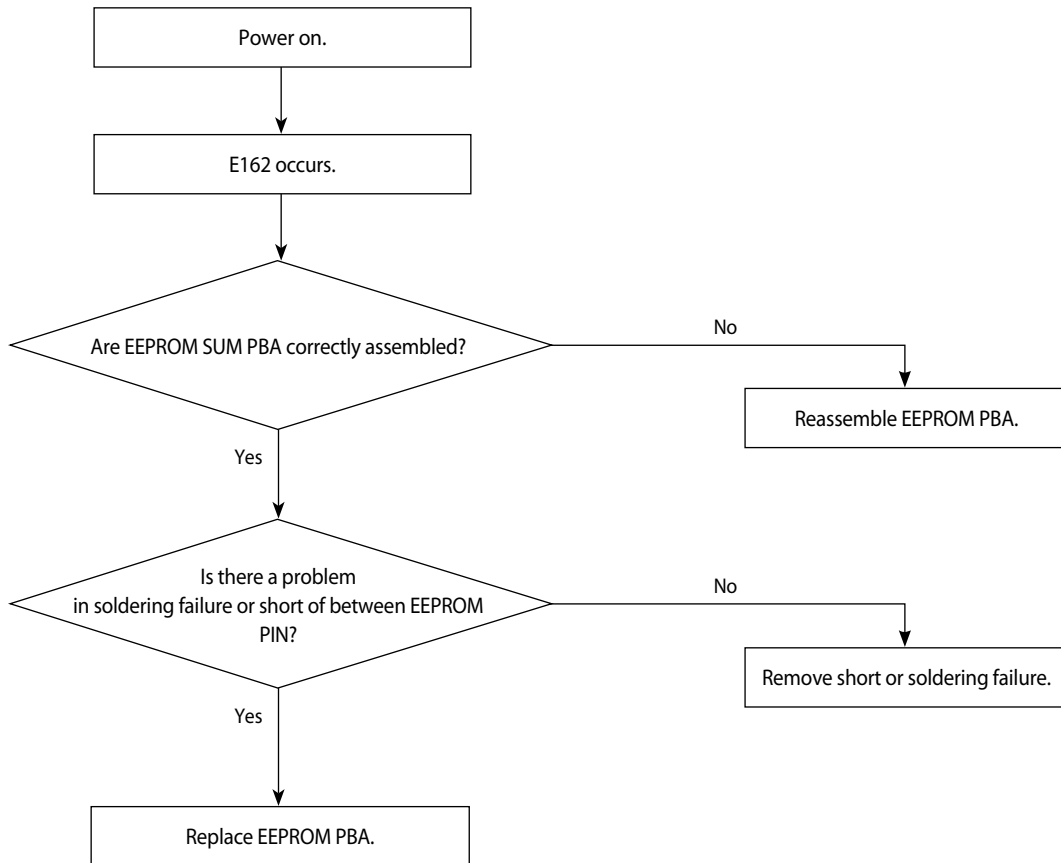 Power on.
E162 occurs.
Are EEPROM SUM PBA correctly assembled?
No
Reassemble EEPROM PBA.
Yes
Is there a problem
in soldering failure or short of between EEPROM
PIN?
No
Remove short or soldering failure.
Yes
Replace EEPROM PBA.